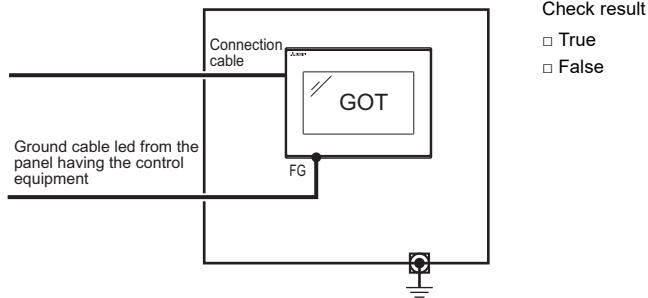 Check result
□ True
□ False
Connection
cable
GOT
Ground cable led from the
panel having the control
equipment
FG